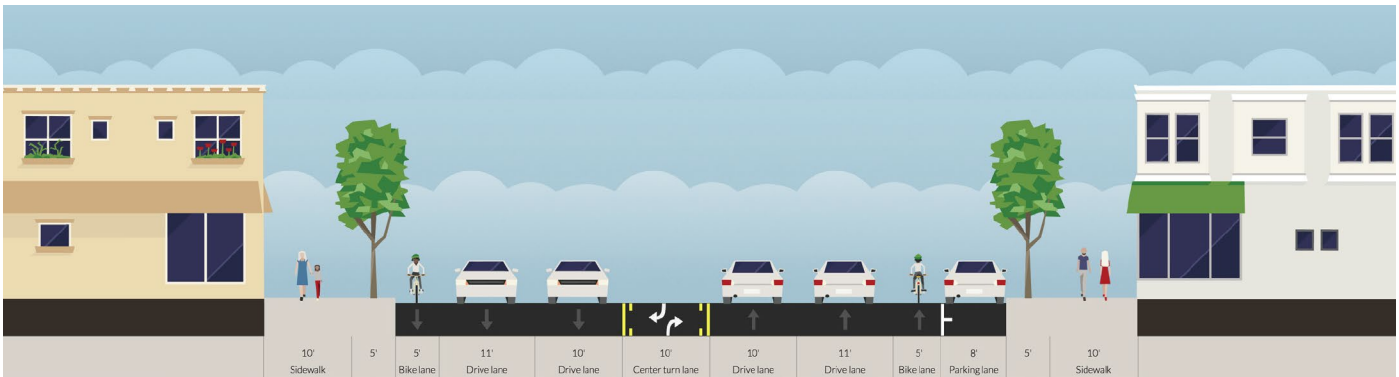 10' 5' 5' 11' 10' 10' 10' 11' 5' 8' 5' 10'
Sidewalk Bike lane Drive lane Drive lane Center turn lane Drive lane Drive lane Bike lane Parking lane Sidewalk